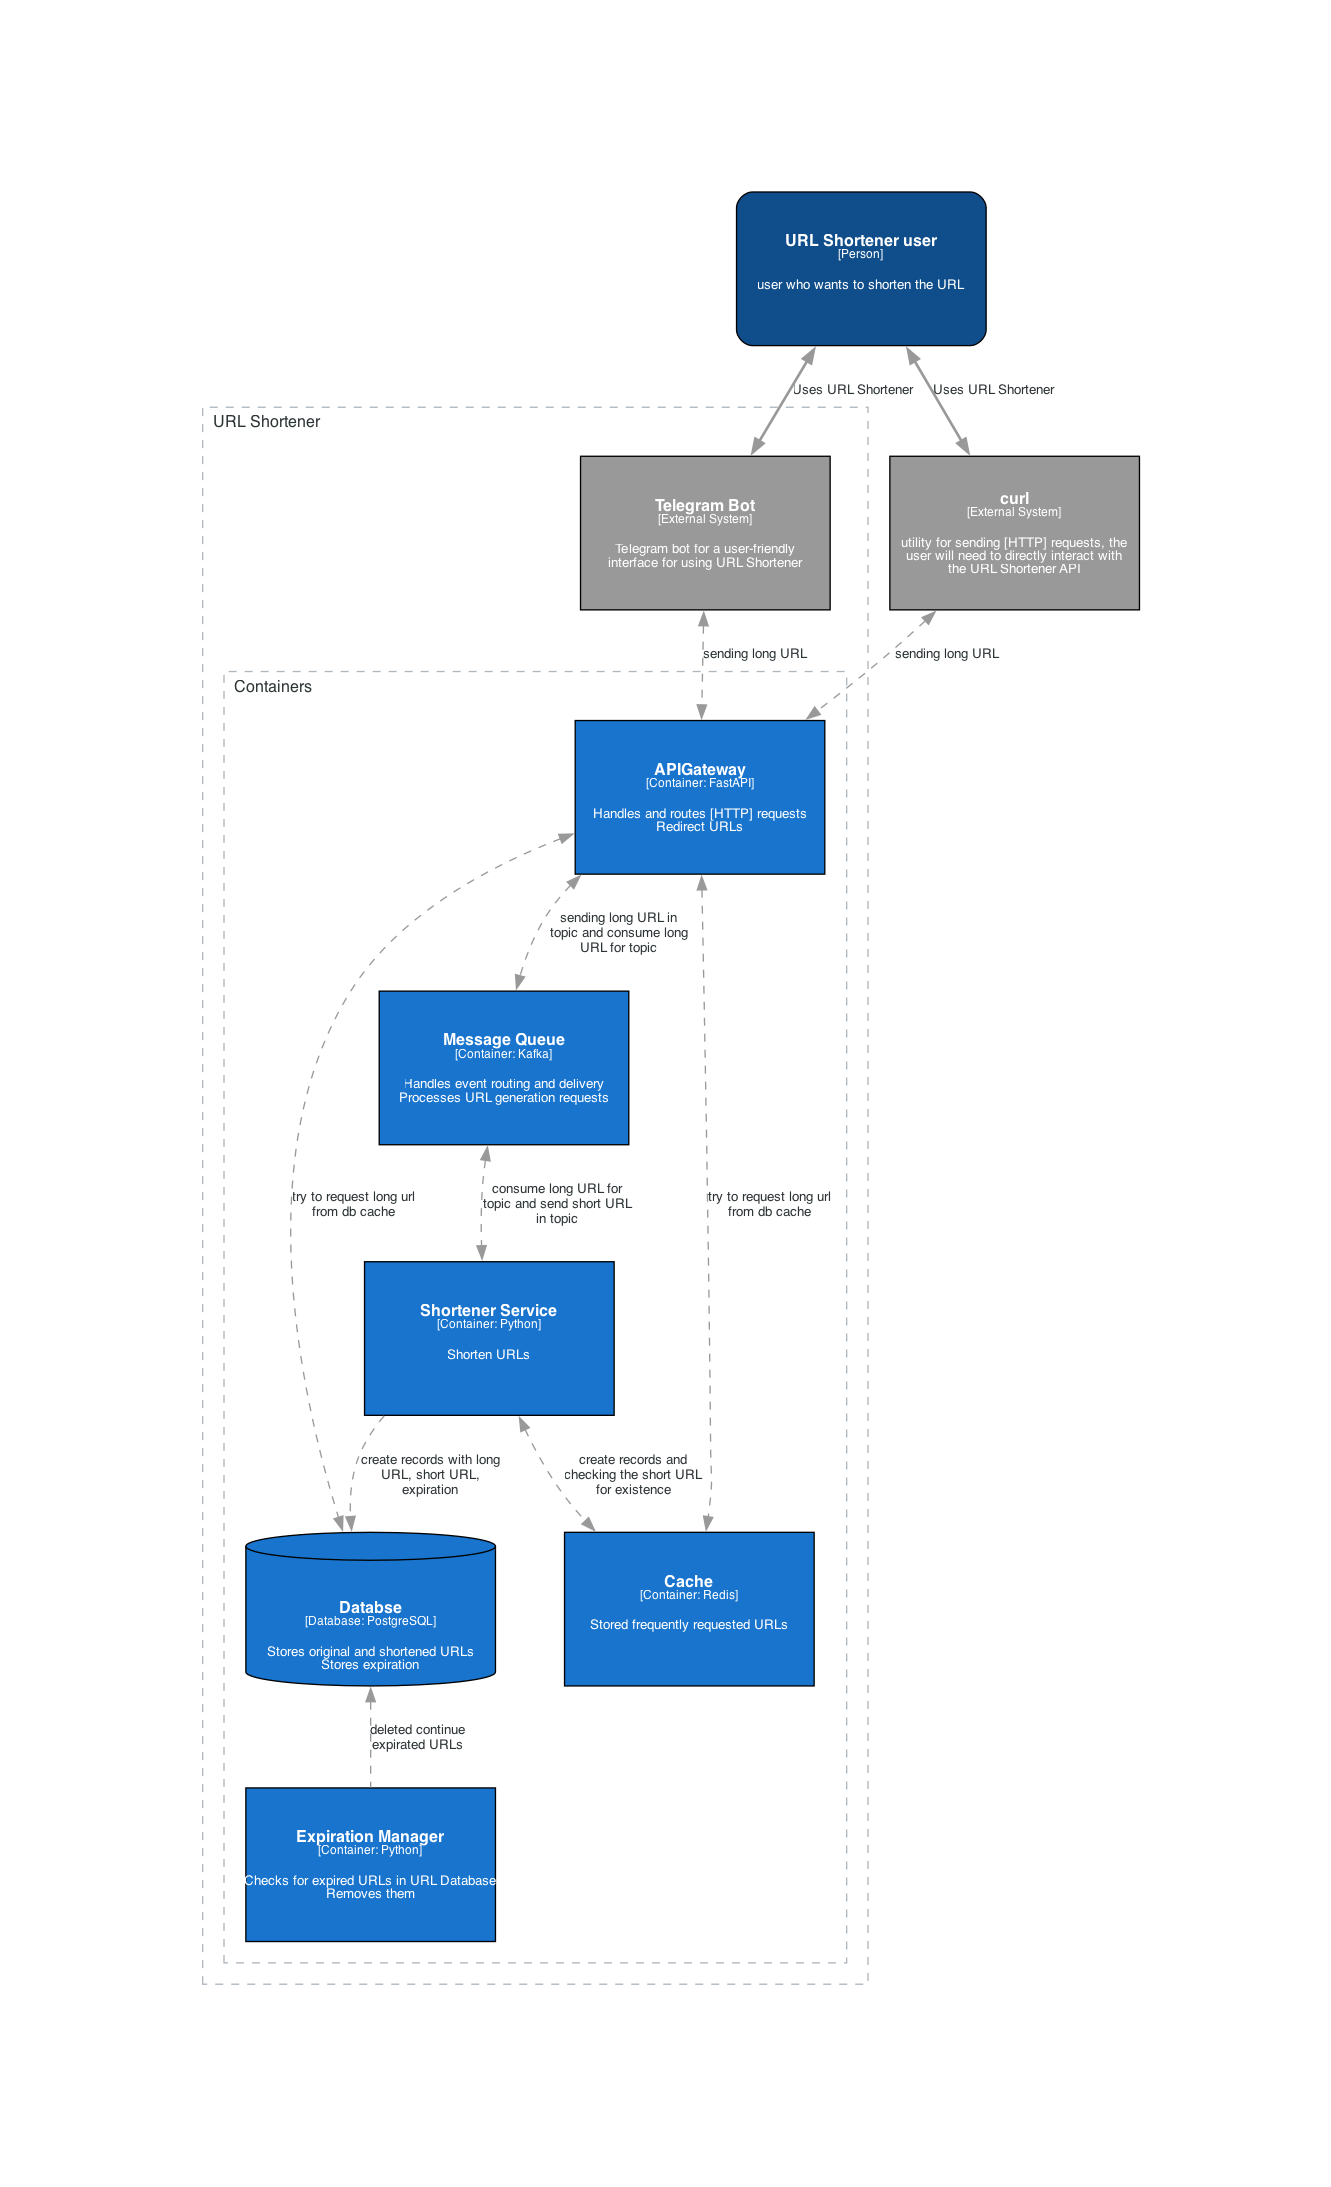 URL Shortener user
[Person]
user who wants to shorten the URL
Uses URL Shortener
Uses URL Shortener
URL Shortener
Telegram Bot
[External System]
Telegram bot for a user-friendly
interface for using URL Shortener
curl
[External System]
utility for sending [HTTP] requests, the
user will need to directly interact with
the URL Shortener API
sending long URL
sending long URL
Containers
APIGateway
[Container: FastAPI]
Handles and routes [HTTP] requests
Redirect URLs
sending long URL in
topic and consume long
URL for topic
Message Queue
[Container: Kafka]
Handles event routing and delivery
Processes URL generation requests
try to request long url
from db cache
consume long URL for
topic and send short URL
in topic
try to request long url
from db cache
Shortener Service
[Container: Python]
Shorten URLs
create records with long
URL, short URL,
expiration
create records and
checking the short URL
for existence
Databse
[Database: PostgreSQL]
Stores original and shortened URLs
Stores expiration
Cache
[Container: Redis]
Stored frequently requested URLs
deleted continue
expirated URLs
Expiration Manager
[Container: Python]
Checks for expired URLs in URL Database
Removes them